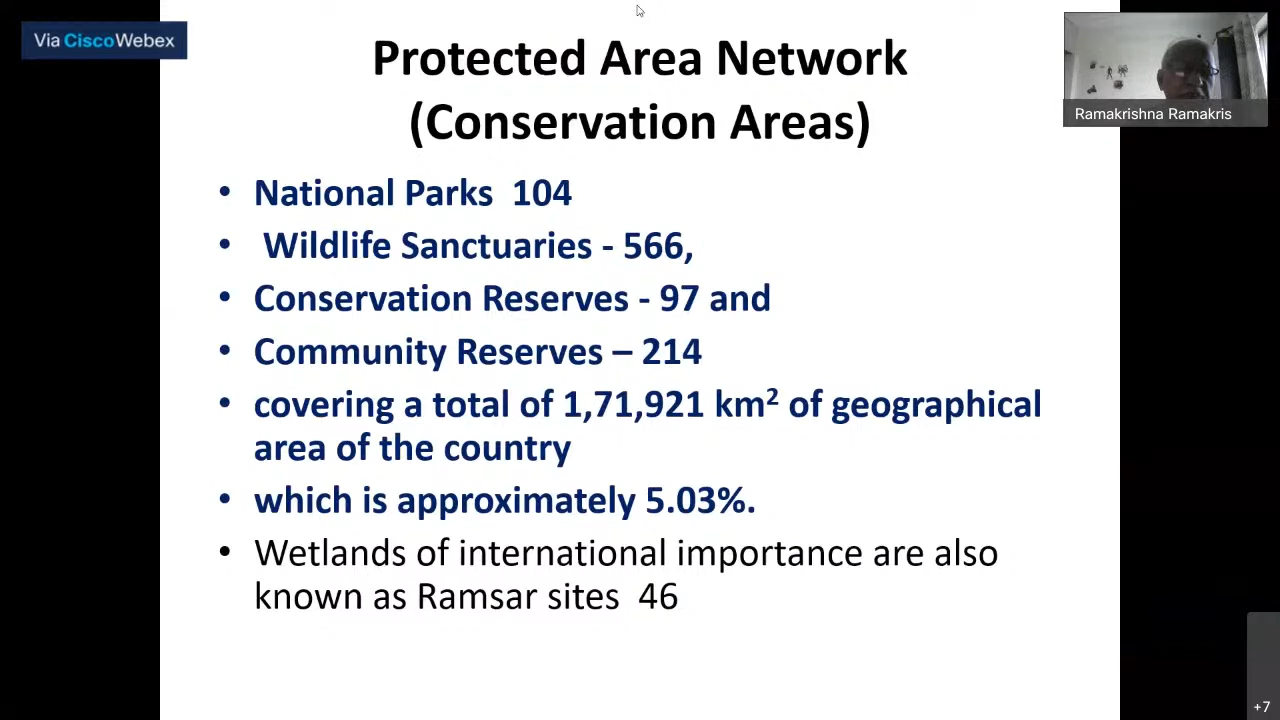 Via CiscoWebex
Protected Area Network
(Conservation Areas)
Ramakrishna Ramakris
• National Parks  104
• Wildlife Sanctuaries - 566,
• Conservation Reserves - 97 and
• Community Reserves – 214
• covering a total of 1,71,921 km² of geographical
area of the country
• which is approximately 5.03%.
• Wetlands of international importance are also
known as Ramsar sites  46
+7